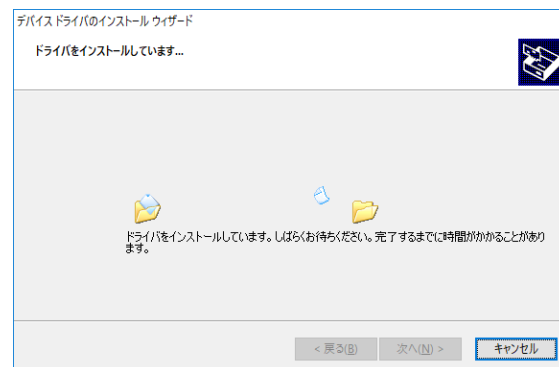 デバイス ドライバのインストール ウィザード
ドライバをインストールしています...
ドライバをインストールしています。しばらくお待ちください。完了するまでに時間がかかることがあり
ます。
< 戻る(B)
次へ(N) >
キャンセル